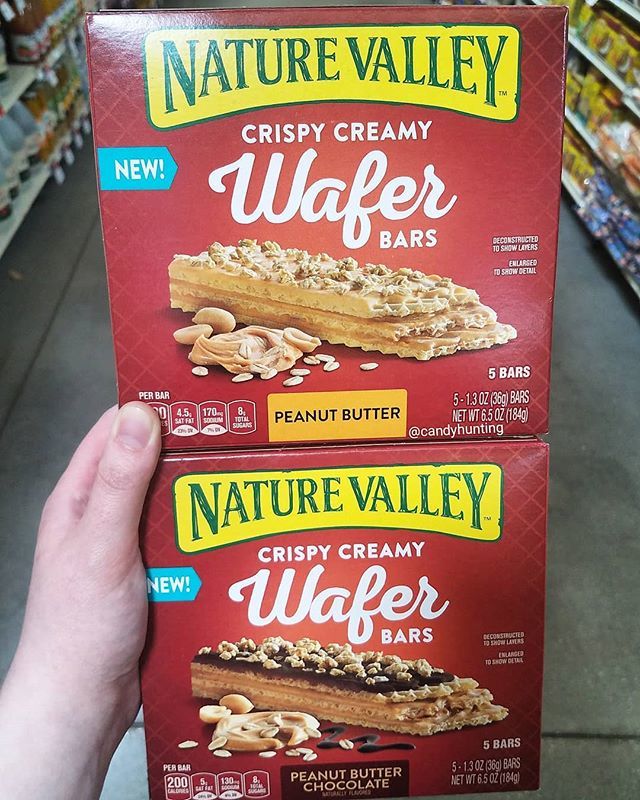 NATURE VALLEY
TM
CRISPY CREAMY
NEW!
Wafer
BARS
DECONSTRUCTED
TO SHOW LAYERS
ENLARGED
TO SHOW DETAIL
5 BARS
PER BAR
4.5g
SAT FAT
170mg
SODIUM
8g
TOTAL
SUGARS
PEANUT BUTTER
5 - 1.3 OZ (36g) BARS
NET WT 6.5 OZ (184g)
@candyhunting
NATURE VALLEY
TM
CRISPY CREAMY
NEW!
Wafer
BARS
DECONSTRUCTED
TO SHOW LAYERS
ENLARGED
TO SHOW DETAIL
5 BARS
PER BAR
200
CALORIES
5g
SAT FAT
130mg
SODIUM
8g
TOTAL
SUGARS
PEANUT BUTTER
CHOCOLATE
NATURALLY FLAVORED
5 - 1.3 OZ (36g) BARS
NET WT 6.5 OZ (184g)